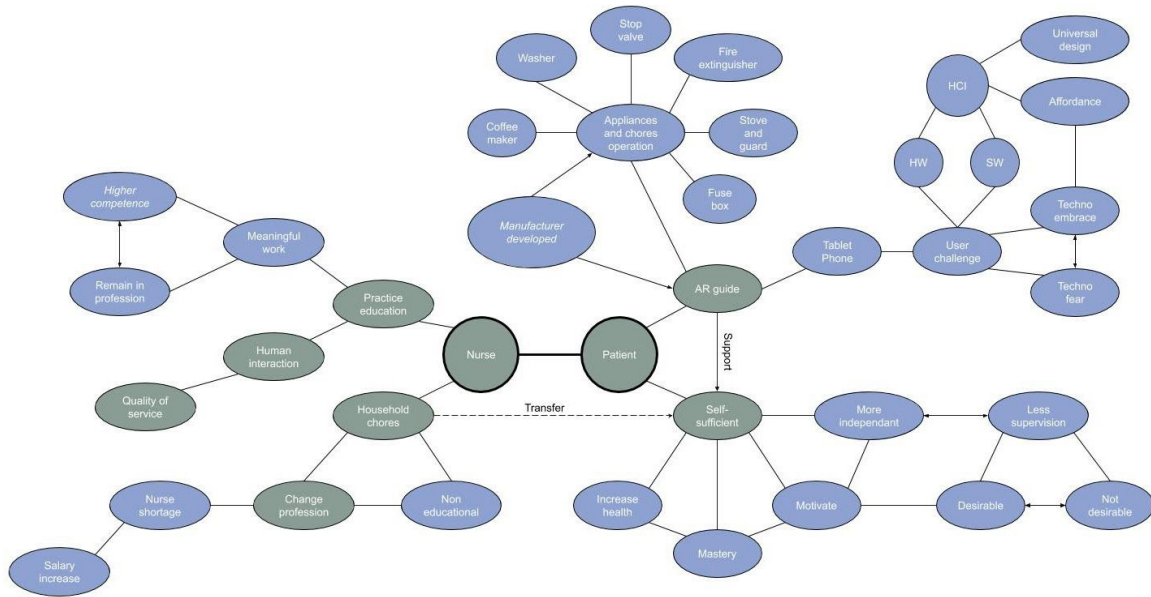 Stop
valve
Universal
design
Washer
Fire
extinguisher
HCI
Affordance
Coffee
maker
Appliances
and chores
operation
Stove
and
guard
HW
SW
Fuse
box
Higher
competence
Manufacturer
developed
Techno
embrace
Meaningful
work
Tablet
Phone
User
challenge
Remain in
profession
AR guide
Techno
fear
Practice
education
Human
interaction
Nurse
Patient
Support
Quality of
service
Household
chores
Transfer
Self-
sufficient
More
independant
Less
supervision
Nurse
shortage
Change
profession
Non
educational
Increase
health
Motivate
Desirable
Not
desirable
Mastery
Salary
increase